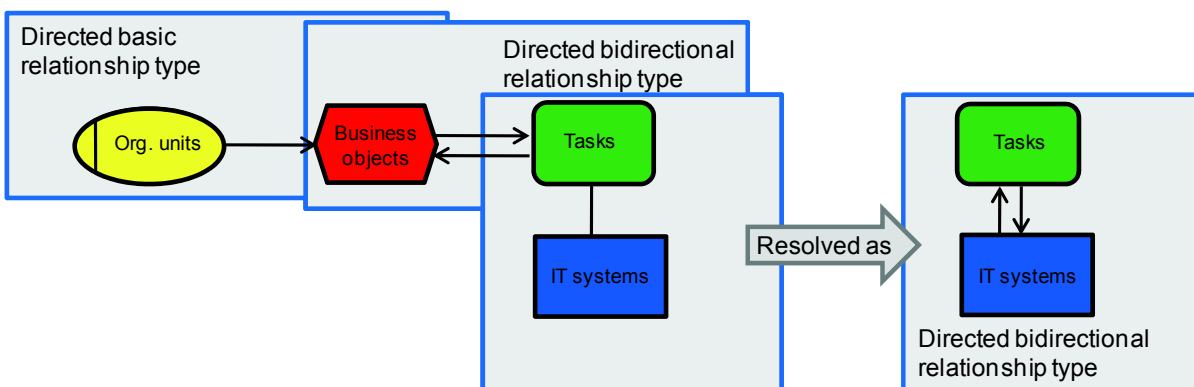 Directed basic
relationship type
Directed bidirectional
relationship type
Org. units
Business
objects
Tasks
IT systems
Resolved as
Tasks
IT systems
Directed bidirectional
relationship type